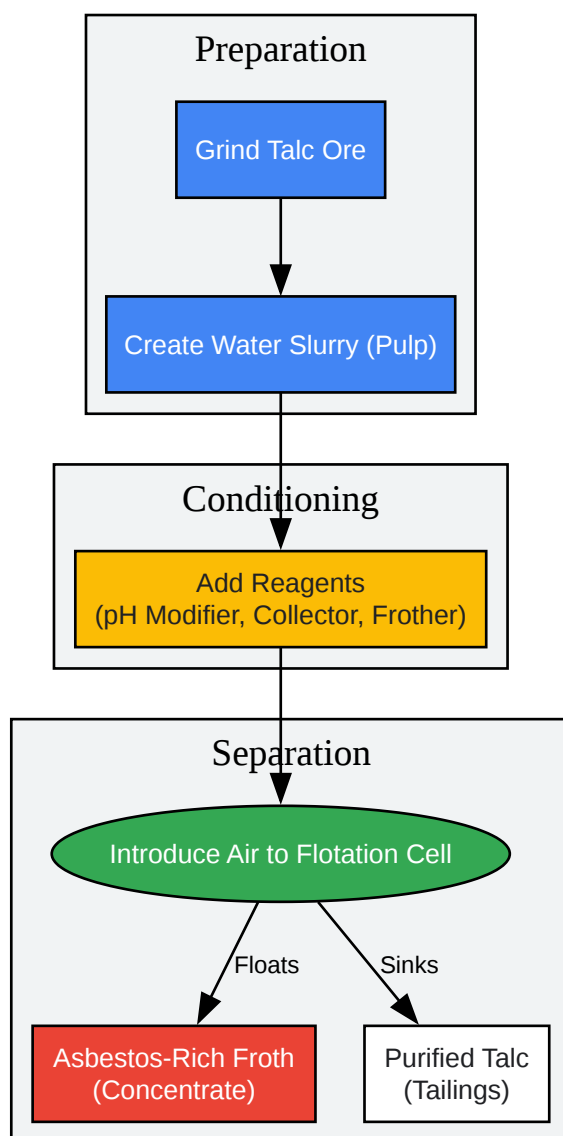 Preparation
Grind Talc Ore
Create Water Slurry (Pulp)
Conditioning
Add Reagents
(pH Modifier, Collector, Frother)
Separation
Introduce Air to Flotation Cell
Floats
Sinks
Asbestos-Rich Froth
(Concentrate)
Purified Talc
(Tailings)